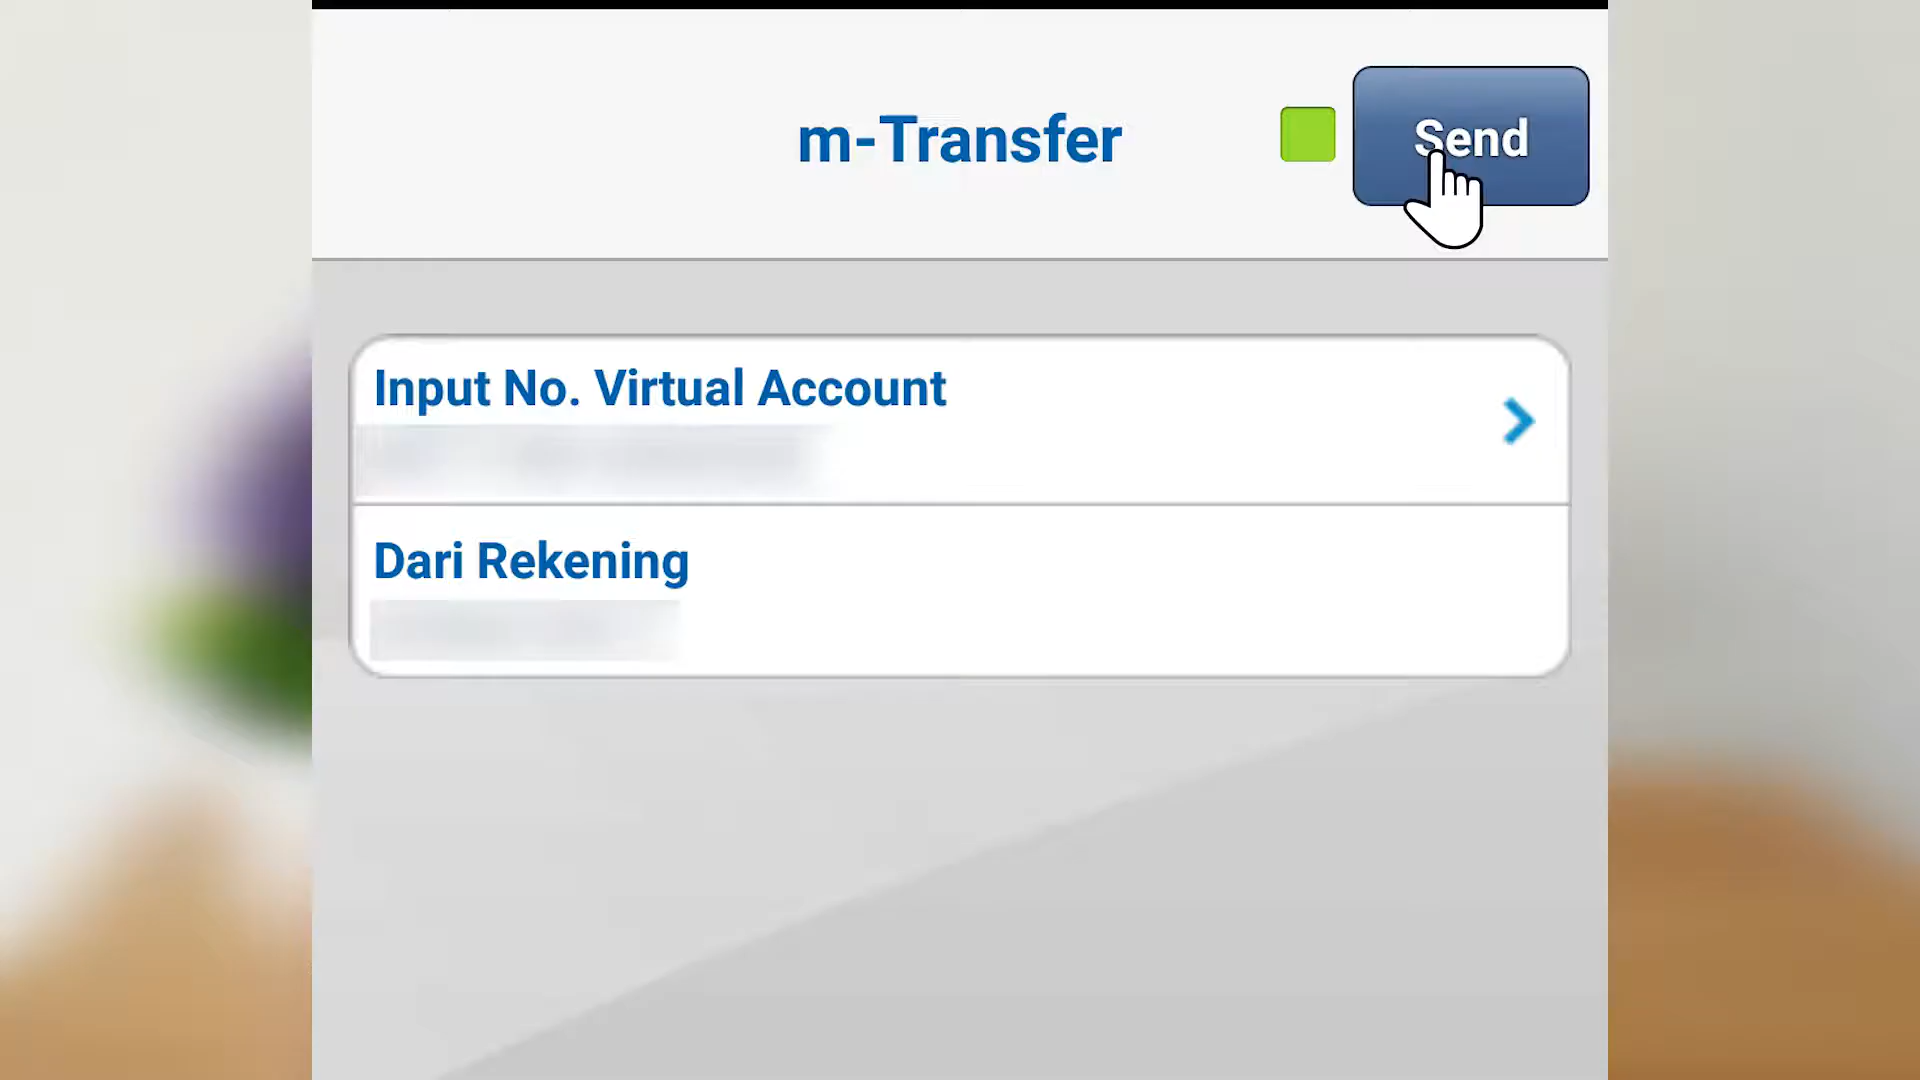 m-Transfer
Send
Input No. Virtual Account
Dari Rekening